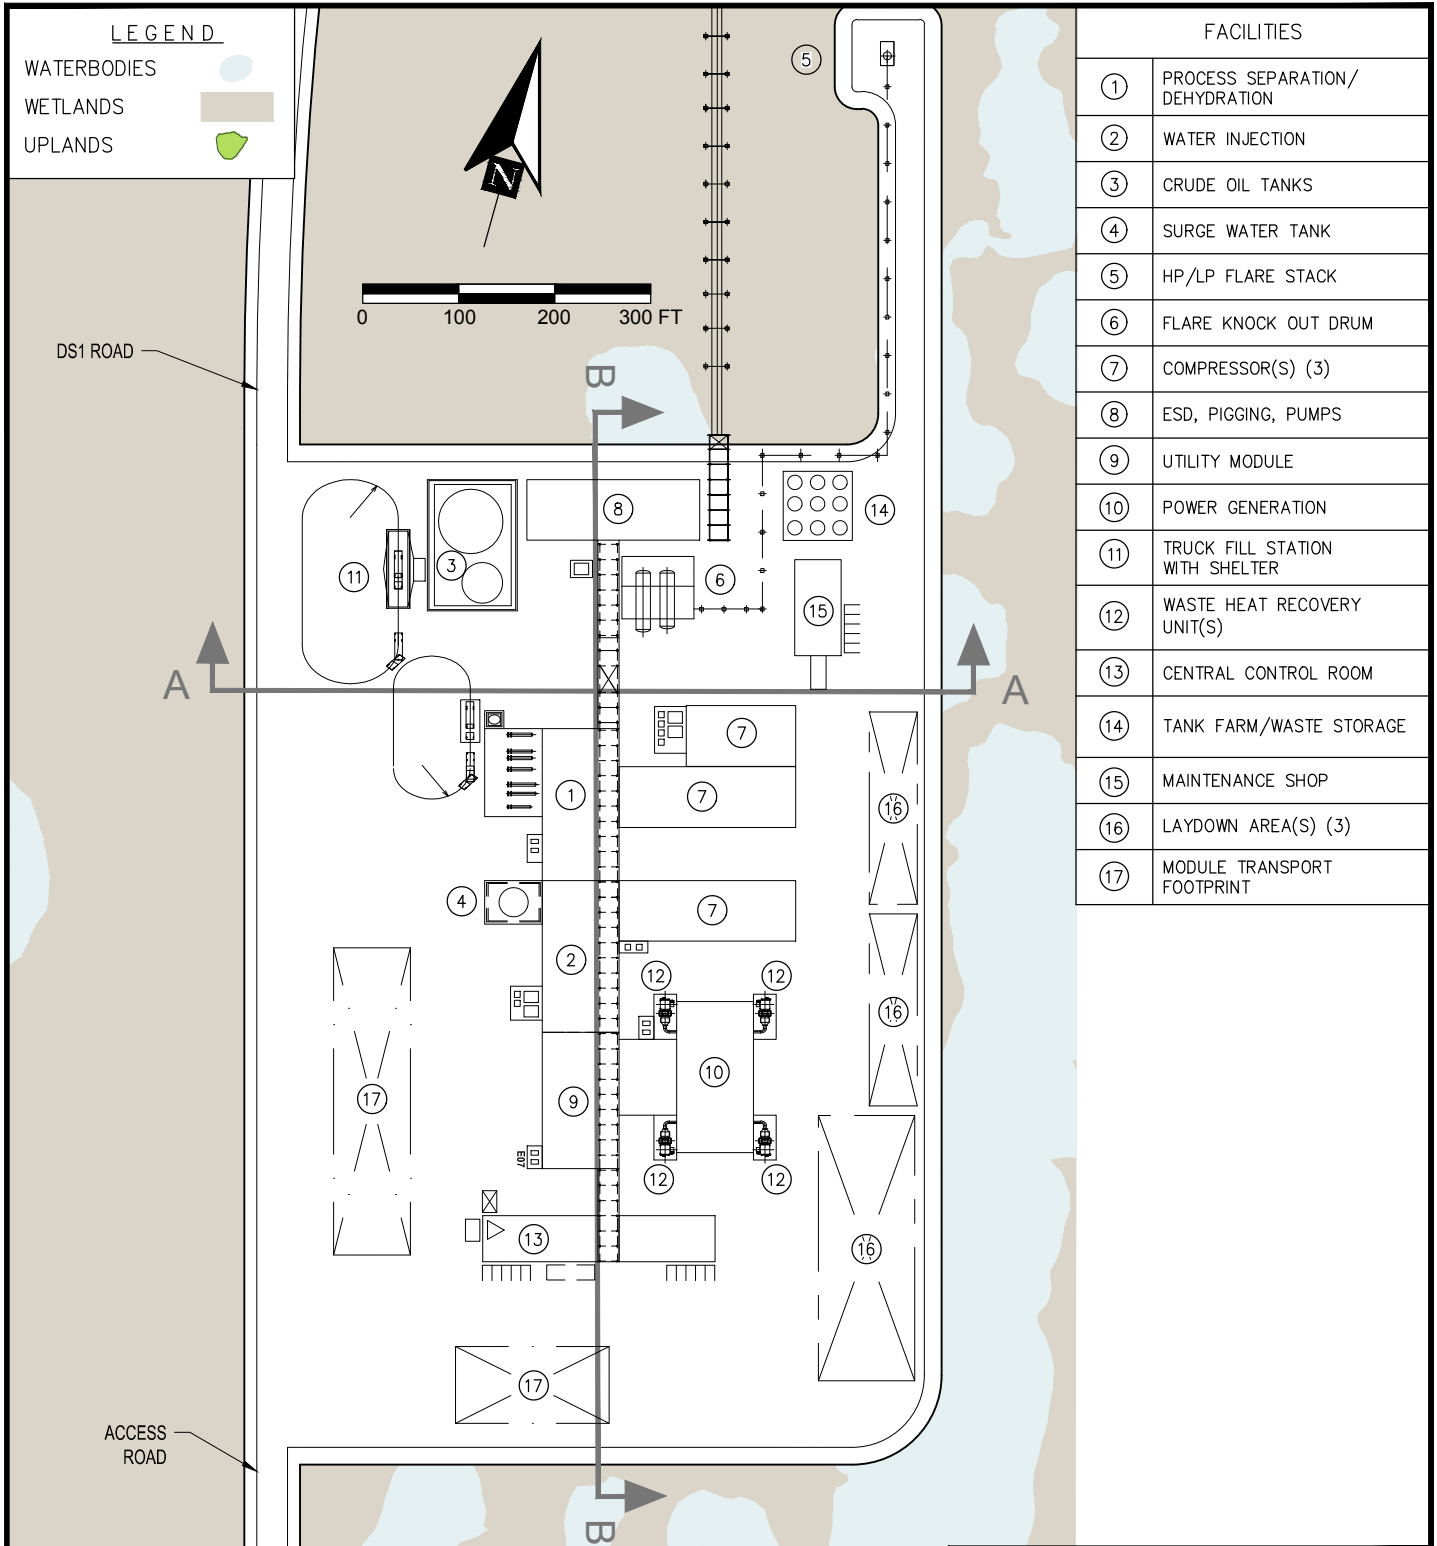 LEGEND
WATERBODIES
WETLANDS
UPLANDS
N
0 100 200 300 FT
DS1 ROAD
ACCESS
ROAD
B
B
A
A
5
8
14
3
11
6
15
7
1
7
16
4
7
2
12
12
16
10
17
9
E07
12
12
13
16
17
FACILITIES
1 PROCESS SEPARATION/
DEHYDRATION
2 WATER INJECTION
3 CRUDE OIL TANKS
4 SURGE WATER TANK
5 HP/LP FLARE STACK
6 FLARE KNOCK OUT DRUM
7 COMPRESSOR(S) (3)
8 ESD, PIGGING, PUMPS
9 UTILITY MODULE
10 POWER GENERATION
11 TRUCK FILL STATION
WITH SHELTER
12 WASTE HEAT RECOVERY
UNIT(S)
13 CENTRAL CONTROL ROOM
14 TANK FARM/WASTE STORAGE
15 MAINTENANCE SHOP
16 LAYDOWN AREA(S) (3)
17 MODULE TRANSPORT
FOOTPRINT